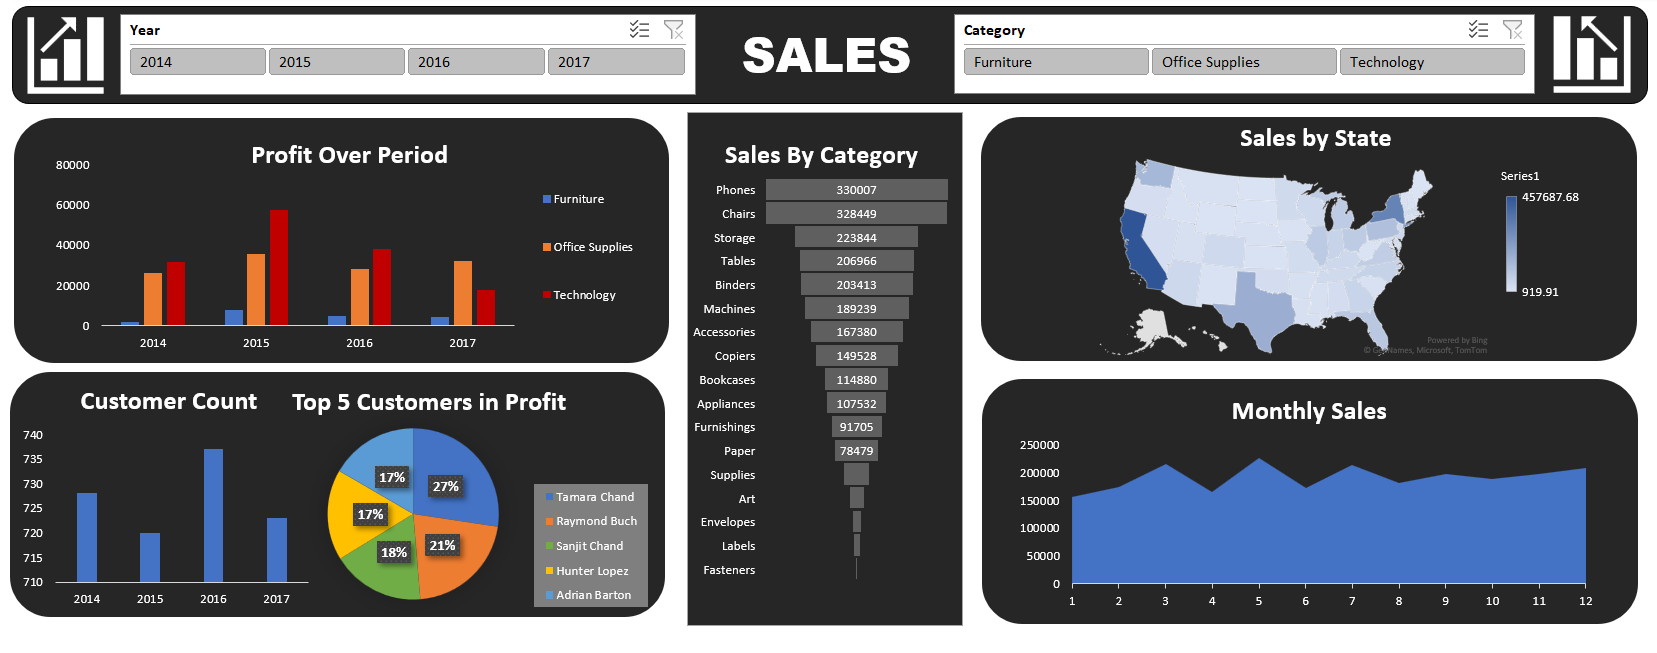 Year
2014 2015 2016 2017
SALES
Category
Furniture Office Supplies Technology
Profit Over Period
80000
60000
40000
20000
0
2014 2015 2016 2017
Furniture
Office Supplies
Technology
Customer Count
740
735
730
725
720
715
710
2014 2015 2016 2017
Top 5 Customers in Profit
27%
21%
18%
17%
17%
Tamara Chand
Raymond Buch
Sanjit Chand
Hunter Lopez
Adrian Barton
Sales By Category
Phones 330007
Chairs 328449
Storage 223844
Tables 206966
Binders 203413
Machines 189239
Accessories 167380
Copiers 149528
Bookcases 114880
Appliances 107532
Furnishings 91705
Paper 78479
Supplies
Art
Envelopes
Labels
Fasteners
Sales by State
Series1
457687.68
919.91
Powered by Bing
© GeoNames, Microsoft, TomTom
Monthly Sales
250000
200000
150000
100000
50000
0
1 2 3 4 5 6 7 8 9 10 11 12